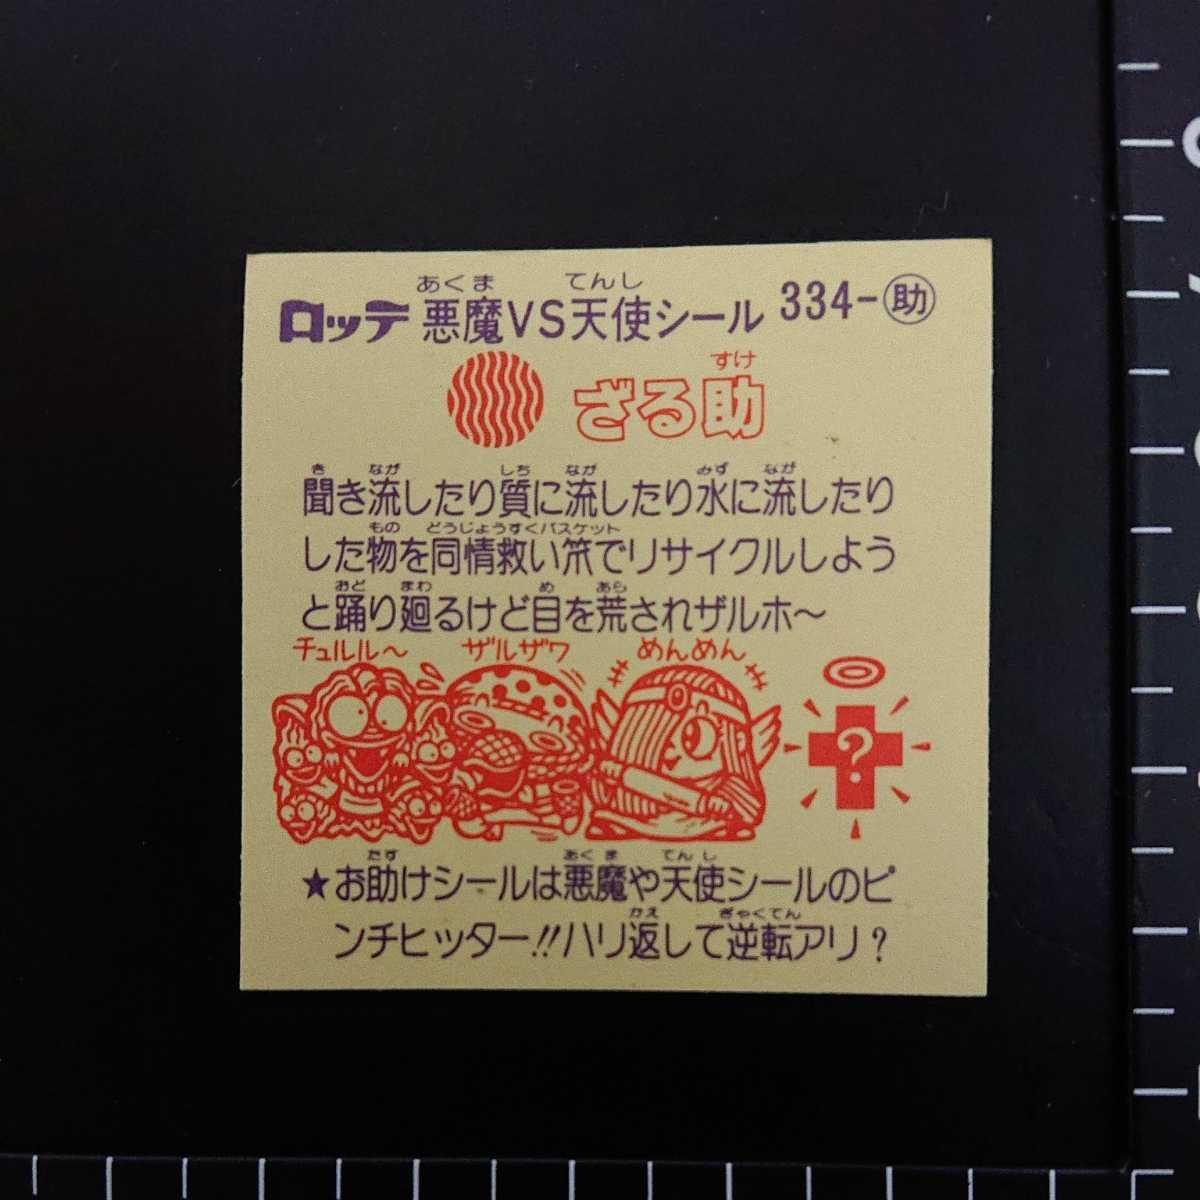 あくま てんし
ロッテ 悪魔VS天使シール 334-助
すけ
ざる助
き なが しち なが みず なが
聞き流したり質に流したり水に流したり
もの どうじょうすくバスケット
した物を同情救い笊でリサイクルしよう
おど まわ め あら
と踊り廻るけど目を荒されザルホ〜
チュルル〜 ザルザワ めんめん
?
たす あくま てんし
★お助けシールは悪魔や天使シールのピ
かえ ぎゃくてん
ンチヒッター!!ハリ返して逆転アリ?